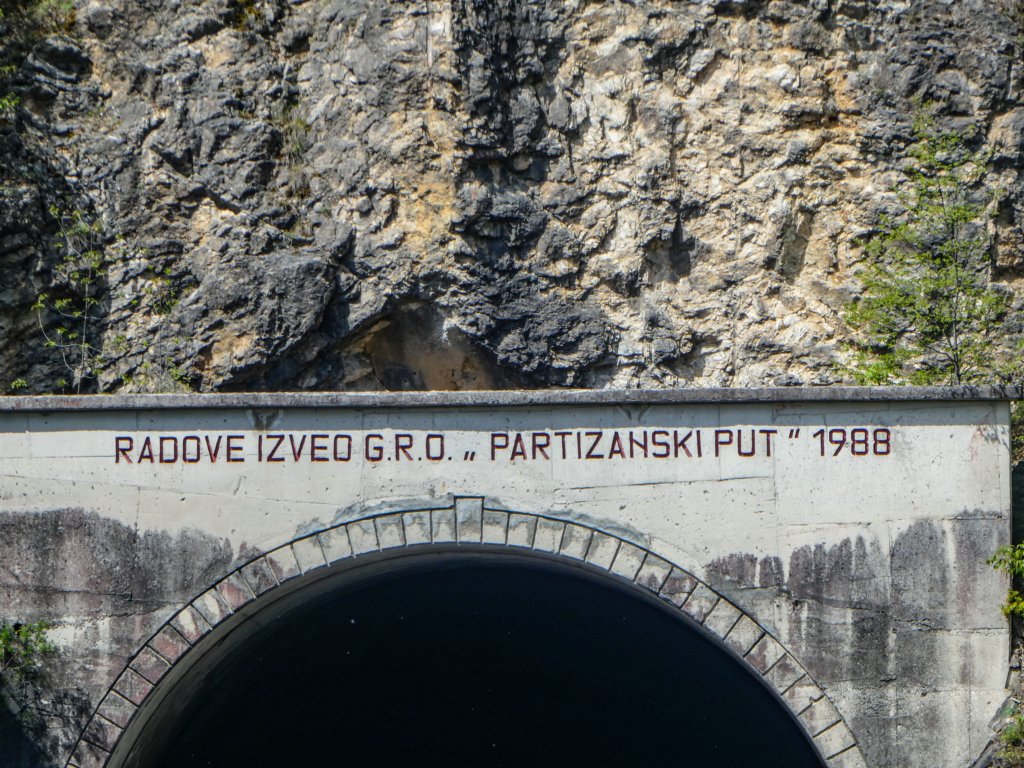 RADOVE IZVEO G.R.O. „ PARTIZANSKI PUT " 1988